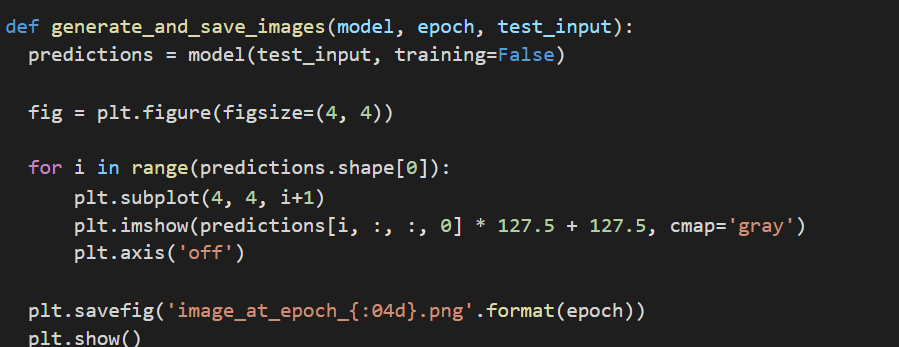 def generate_and_save_images(model, epoch, test_input):
  predictions = model(test_input, training=False)
  fig = plt.figure(figsize=(4, 4))
  for i in range(predictions.shape[0]):
      plt.subplot(4, 4, i+1)
      plt.imshow(predictions[i, :, :, 0] * 127.5 + 127.5, cmap='gray')
      plt.axis('off')
  plt.savefig('image_at_epoch_{:04d}.png'.format(epoch))
  plt.show()